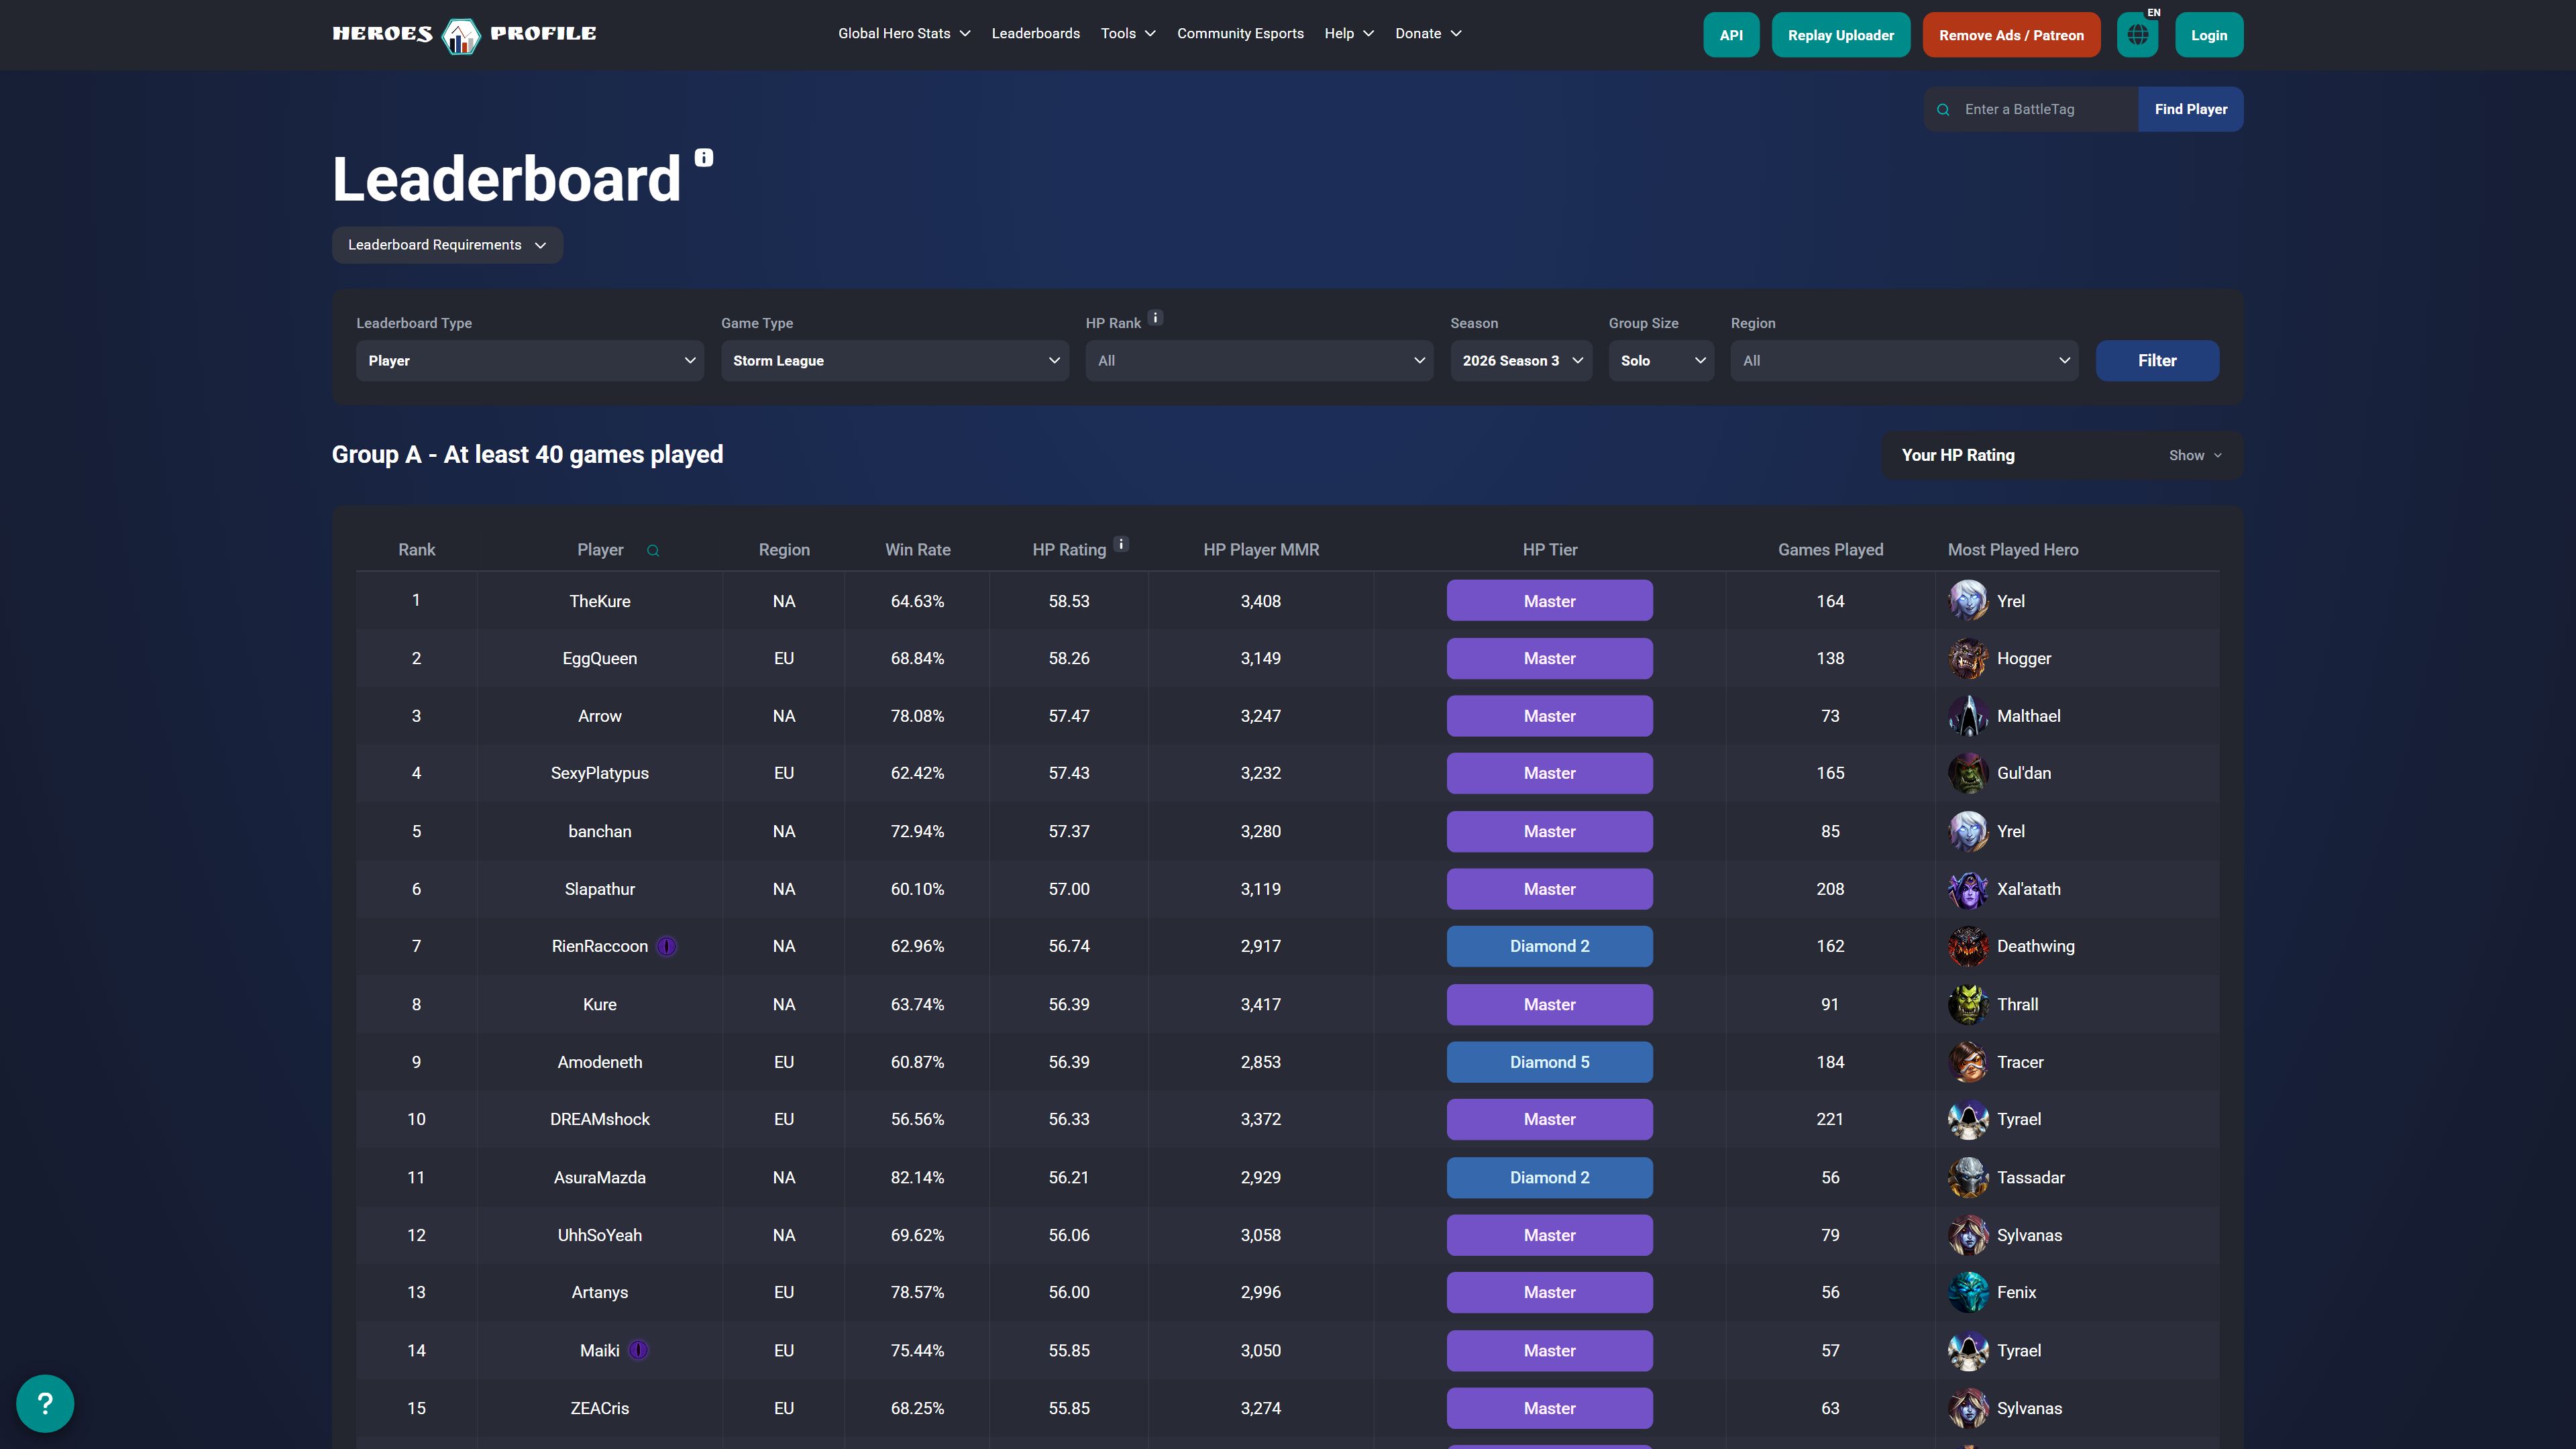 HEROES PROFILE Global Hero Stats Leaderboards Tools Community Esports Help Donate API Replay Uploader Remove Ads / Patreon EN Login
Enter a BattleTag Find Player
Leaderboard i
Leaderboard Requirements
Leaderboard Type Game Type HP Rank i Season Group Size Region
Player Storm League All 2026 Season 3 Solo All Filter
Group A - At least 40 games played Your HP Rating Show
Rank Player Region Win Rate HP Rating i HP Player MMR HP Tier Games Played Most Played Hero
1 TheKure NA 64.63% 58.53 3,408 Master 164 Yrel
2 EggQueen EU 68.84% 58.26 3,149 Master 138 Hogger
3 Arrow NA 78.08% 57.47 3,247 Master 73 Malthael
4 SexyPlatypus EU 62.42% 57.43 3,232 Master 165 Gul'dan
5 banchan NA 72.94% 57.37 3,280 Master 85 Yrel
6 Slapathur NA 60.10% 57.00 3,119 Master 208 Xal'atath
7 RienRaccoon NA 62.96% 56.74 2,917 Diamond 2 162 Deathwing
8 Kure NA 63.74% 56.39 3,417 Master 91 Thrall
9 Amodeneth EU 60.87% 56.39 2,853 Diamond 5 184 Tracer
10 DREAMshock EU 56.56% 56.33 3,372 Master 221 Tyrael
11 AsuraMazda NA 82.14% 56.21 2,929 Diamond 2 56 Tassadar
12 UhhSoYeah NA 69.62% 56.06 3,058 Master 79 Sylvanas
13 Artanys EU 78.57% 56.00 2,996 Master 56 Fenix
14 Maiki EU 75.44% 55.85 3,050 Master 57 Tyrael
15 ZEACris EU 68.25% 55.85 3,274 Master 63 Sylvanas
?